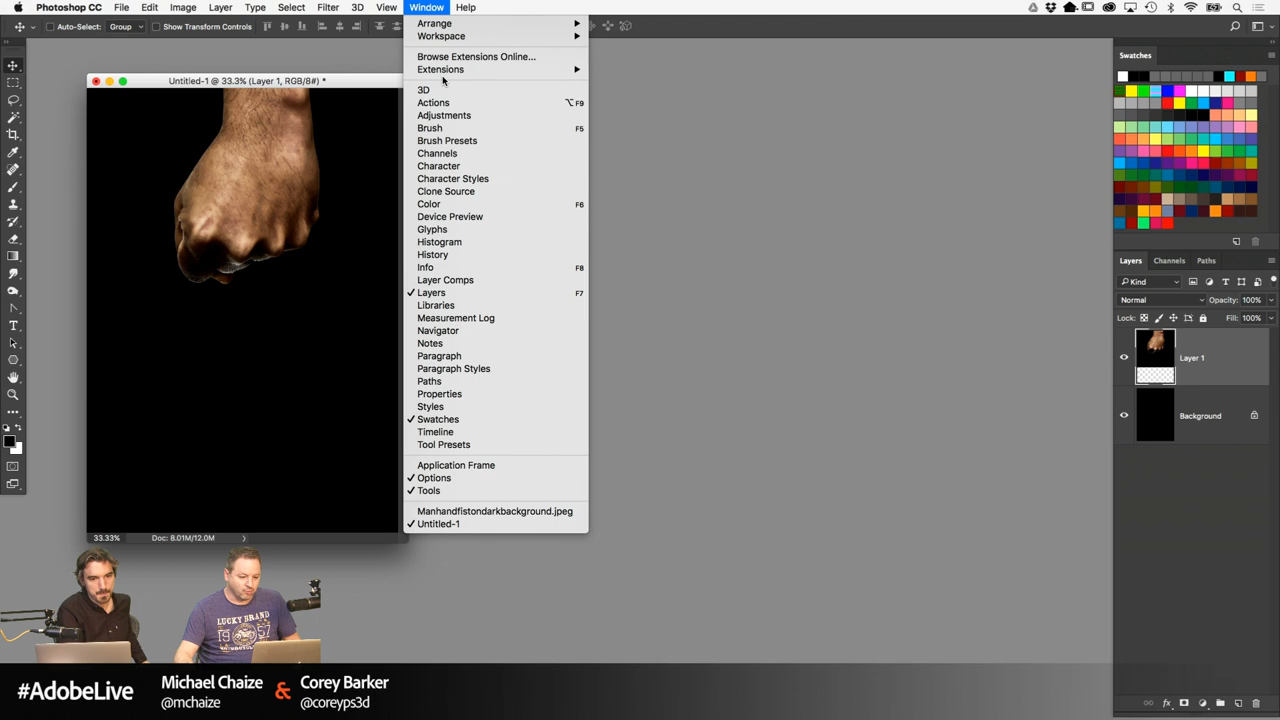 Photoshop CC File Edit Image Layer Type Select Filter 3D View Window Help
Auto-Select: Group Show Transform Controls
Untitled-1 @ 33.3% (Layer 1, RGB/8#) *
33.33% Doc: 8.01M/12.0M
Arrange
Workspace
Browse Extensions Online...
Extensions
3D
Actions ⌥F9
Adjustments
Brush F5
Brush Presets
Channels
Character
Character Styles
Clone Source
Color F6
Device Preview
Glyphs
Histogram
History
Info F8
Layer Comps
Layers F7
Libraries
Measurement Log
Navigator
Notes
Paragraph
Paragraph Styles
Paths
Properties
Styles
Swatches
Timeline
Tool Presets
Application Frame
Options
Tools
Manhandfistondarkbackground.jpeg
Untitled-1
Swatches
Layers Channels Paths
Kind
Normal Opacity: 100%
Lock: Fill: 100%
Layer 1
Background
LUCKY BRAND
#AdobeLive
Michael Chaize & Corey Barker
@mchaize @coreyps3d